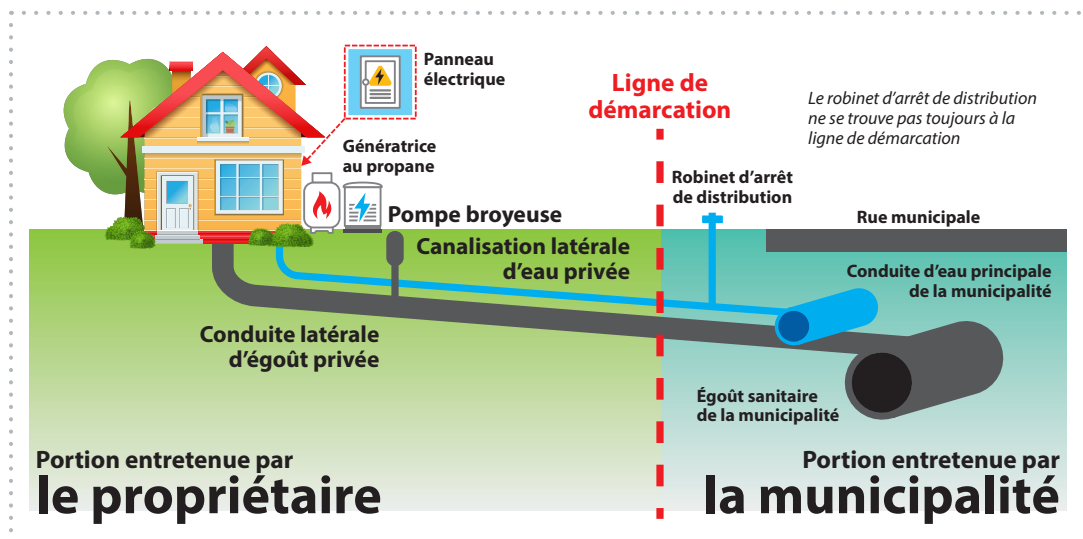 Panneau
électrique
Génératrice
au propane
Pompe broyeuse
Canalisation latérale
d'eau privée
Conduite latérale
d'égoût privée
Ligne de
démarcation
Le robinet d'arrêt de distribution
ne se trouve pas toujours à la
ligne de démarcation
Robinet d'arrêt
de distribution
Rue municipale
Conduite d'eau principale
de la municipalité
Égoût sanitaire
de la municipalité
Portion entretenue par
le propriétaire
Portion entretenue par
la municipalité